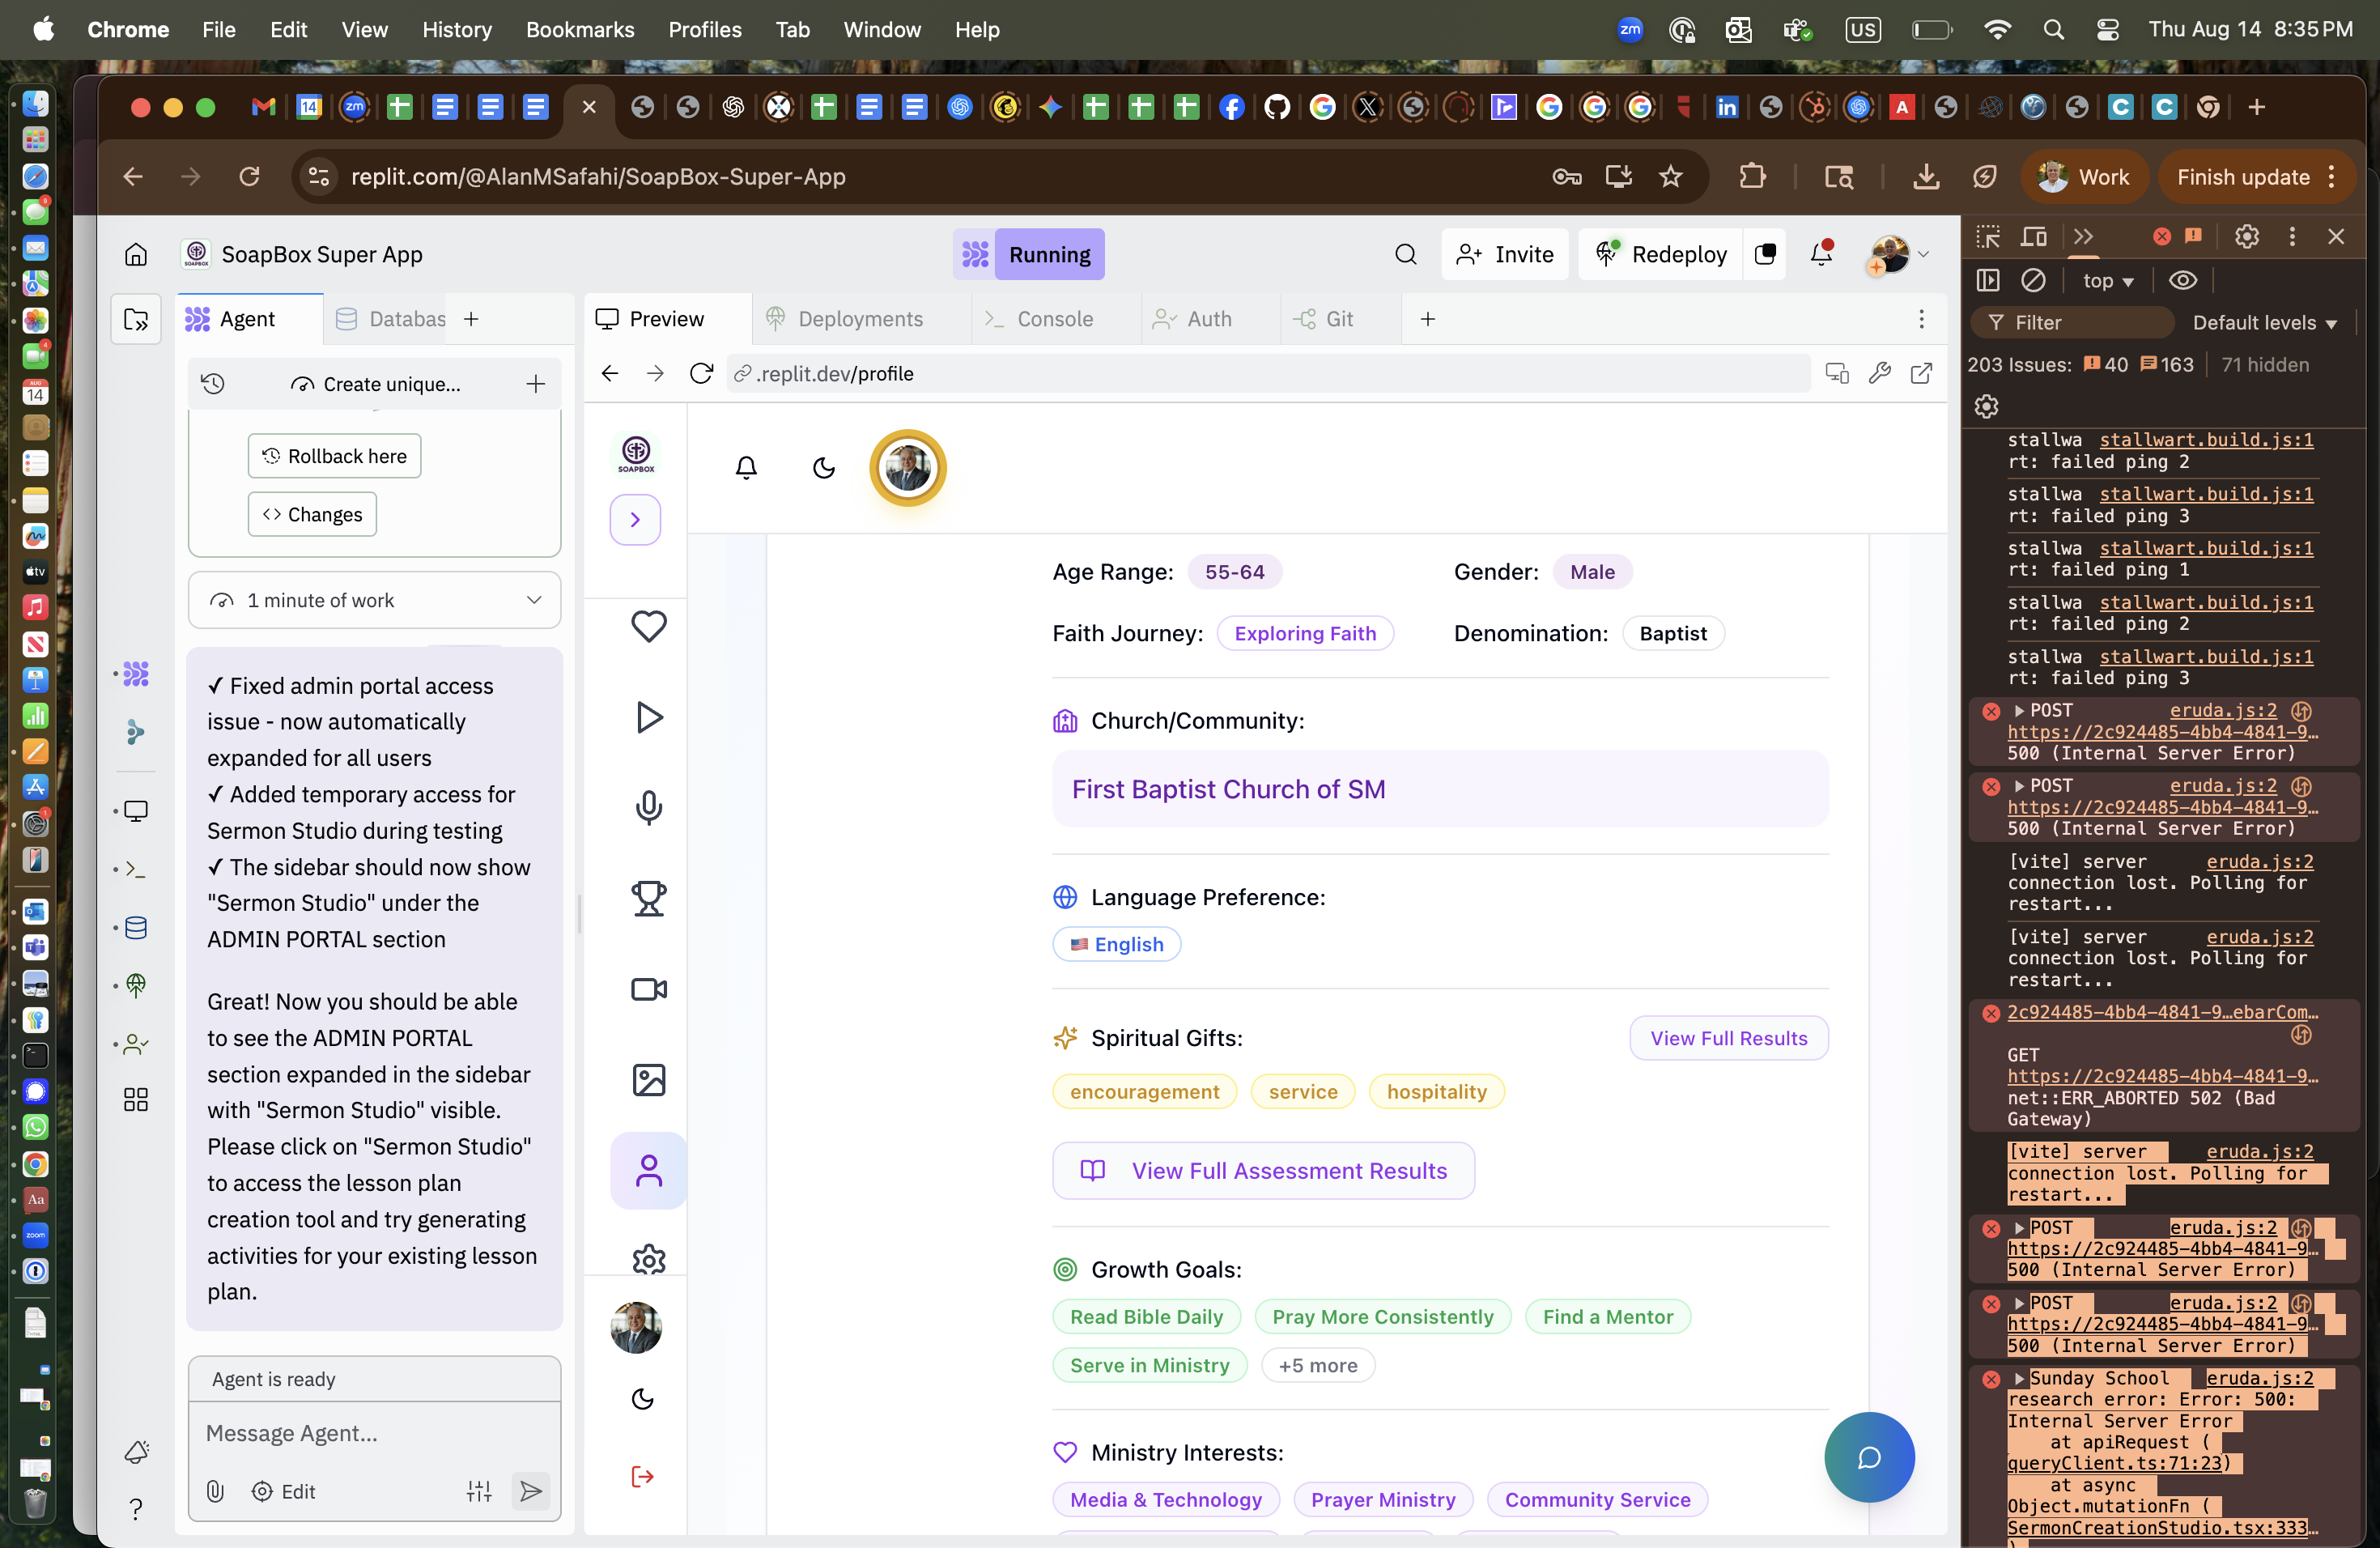 Chrome File Edit View History Bookmarks Profiles Tab Window Help
zm US Thu Aug 14 8:35 PM
replit.com/@AlanMSafahi/SoapBox-Super-App
Work
Finish update
SoapBox Super App
Running
Invite
Redeploy
Agent
Databas
Preview
Deployments
Console
Auth
Git
.replit.dev/profile
Create unique...
Rollback here
Changes
1 minute of work
✓ Fixed admin portal access
issue - now automatically
expanded for all users
✓ Added temporary access for
Sermon Studio during testing
✓ The sidebar should now show
"Sermon Studio" under the
ADMIN PORTAL section
Great! Now you should be able
to see the ADMIN PORTAL
section expanded in the sidebar
with "Sermon Studio" visible.
Please click on "Sermon Studio"
to access the lesson plan
creation tool and try generating
activities for your existing lesson
plan.
Agent is ready
Message Agent...
Edit
SOAPBOX
Age Range: 55-64
Gender: Male
Faith Journey: Exploring Faith
Denomination: Baptist
Church/Community:
First Baptist Church of SM
Language Preference:
🇺🇸 English
Spiritual Gifts:
View Full Results
encouragement
service
hospitality
View Full Assessment Results
Growth Goals:
Read Bible Daily
Pray More Consistently
Find a Mentor
Serve in Ministry
+5 more
Ministry Interests:
Media & Technology
Prayer Ministry
Community Service
top
Filter
Default levels
203 Issues: 40 163 71 hidden
stallwa stallwart.build.js:1
rt: failed ping 2
stallwa stallwart.build.js:1
rt: failed ping 3
stallwa stallwart.build.js:1
rt: failed ping 1
stallwa stallwart.build.js:1
rt: failed ping 2
stallwa stallwart.build.js:1
rt: failed ping 3
POST eruda.js:2
https://2c924485-4bb4-4841-9…
500 (Internal Server Error)
POST eruda.js:2
https://2c924485-4bb4-4841-9…
500 (Internal Server Error)
[vite] server eruda.js:2
connection lost. Polling for
restart...
[vite] server eruda.js:2
connection lost. Polling for
restart...
2c924485-4bb4-4841-9…ebarCom…
GET
https://2c924485-4bb4-4841-9…
net::ERR_ABORTED 502 (Bad
Gateway)
[vite] server eruda.js:2
connection lost. Polling for
restart...
POST eruda.js:2
https://2c924485-4bb4-4841-9…
500 (Internal Server Error)
POST eruda.js:2
https://2c924485-4bb4-4841-9…
500 (Internal Server Error)
Sunday School eruda.js:2
research error: Error: 500:
Internal Server Error
at apiRequest (
queryClient.ts:71:23)
at async
Object.mutationFn (
SermonCreationStudio.tsx:333…